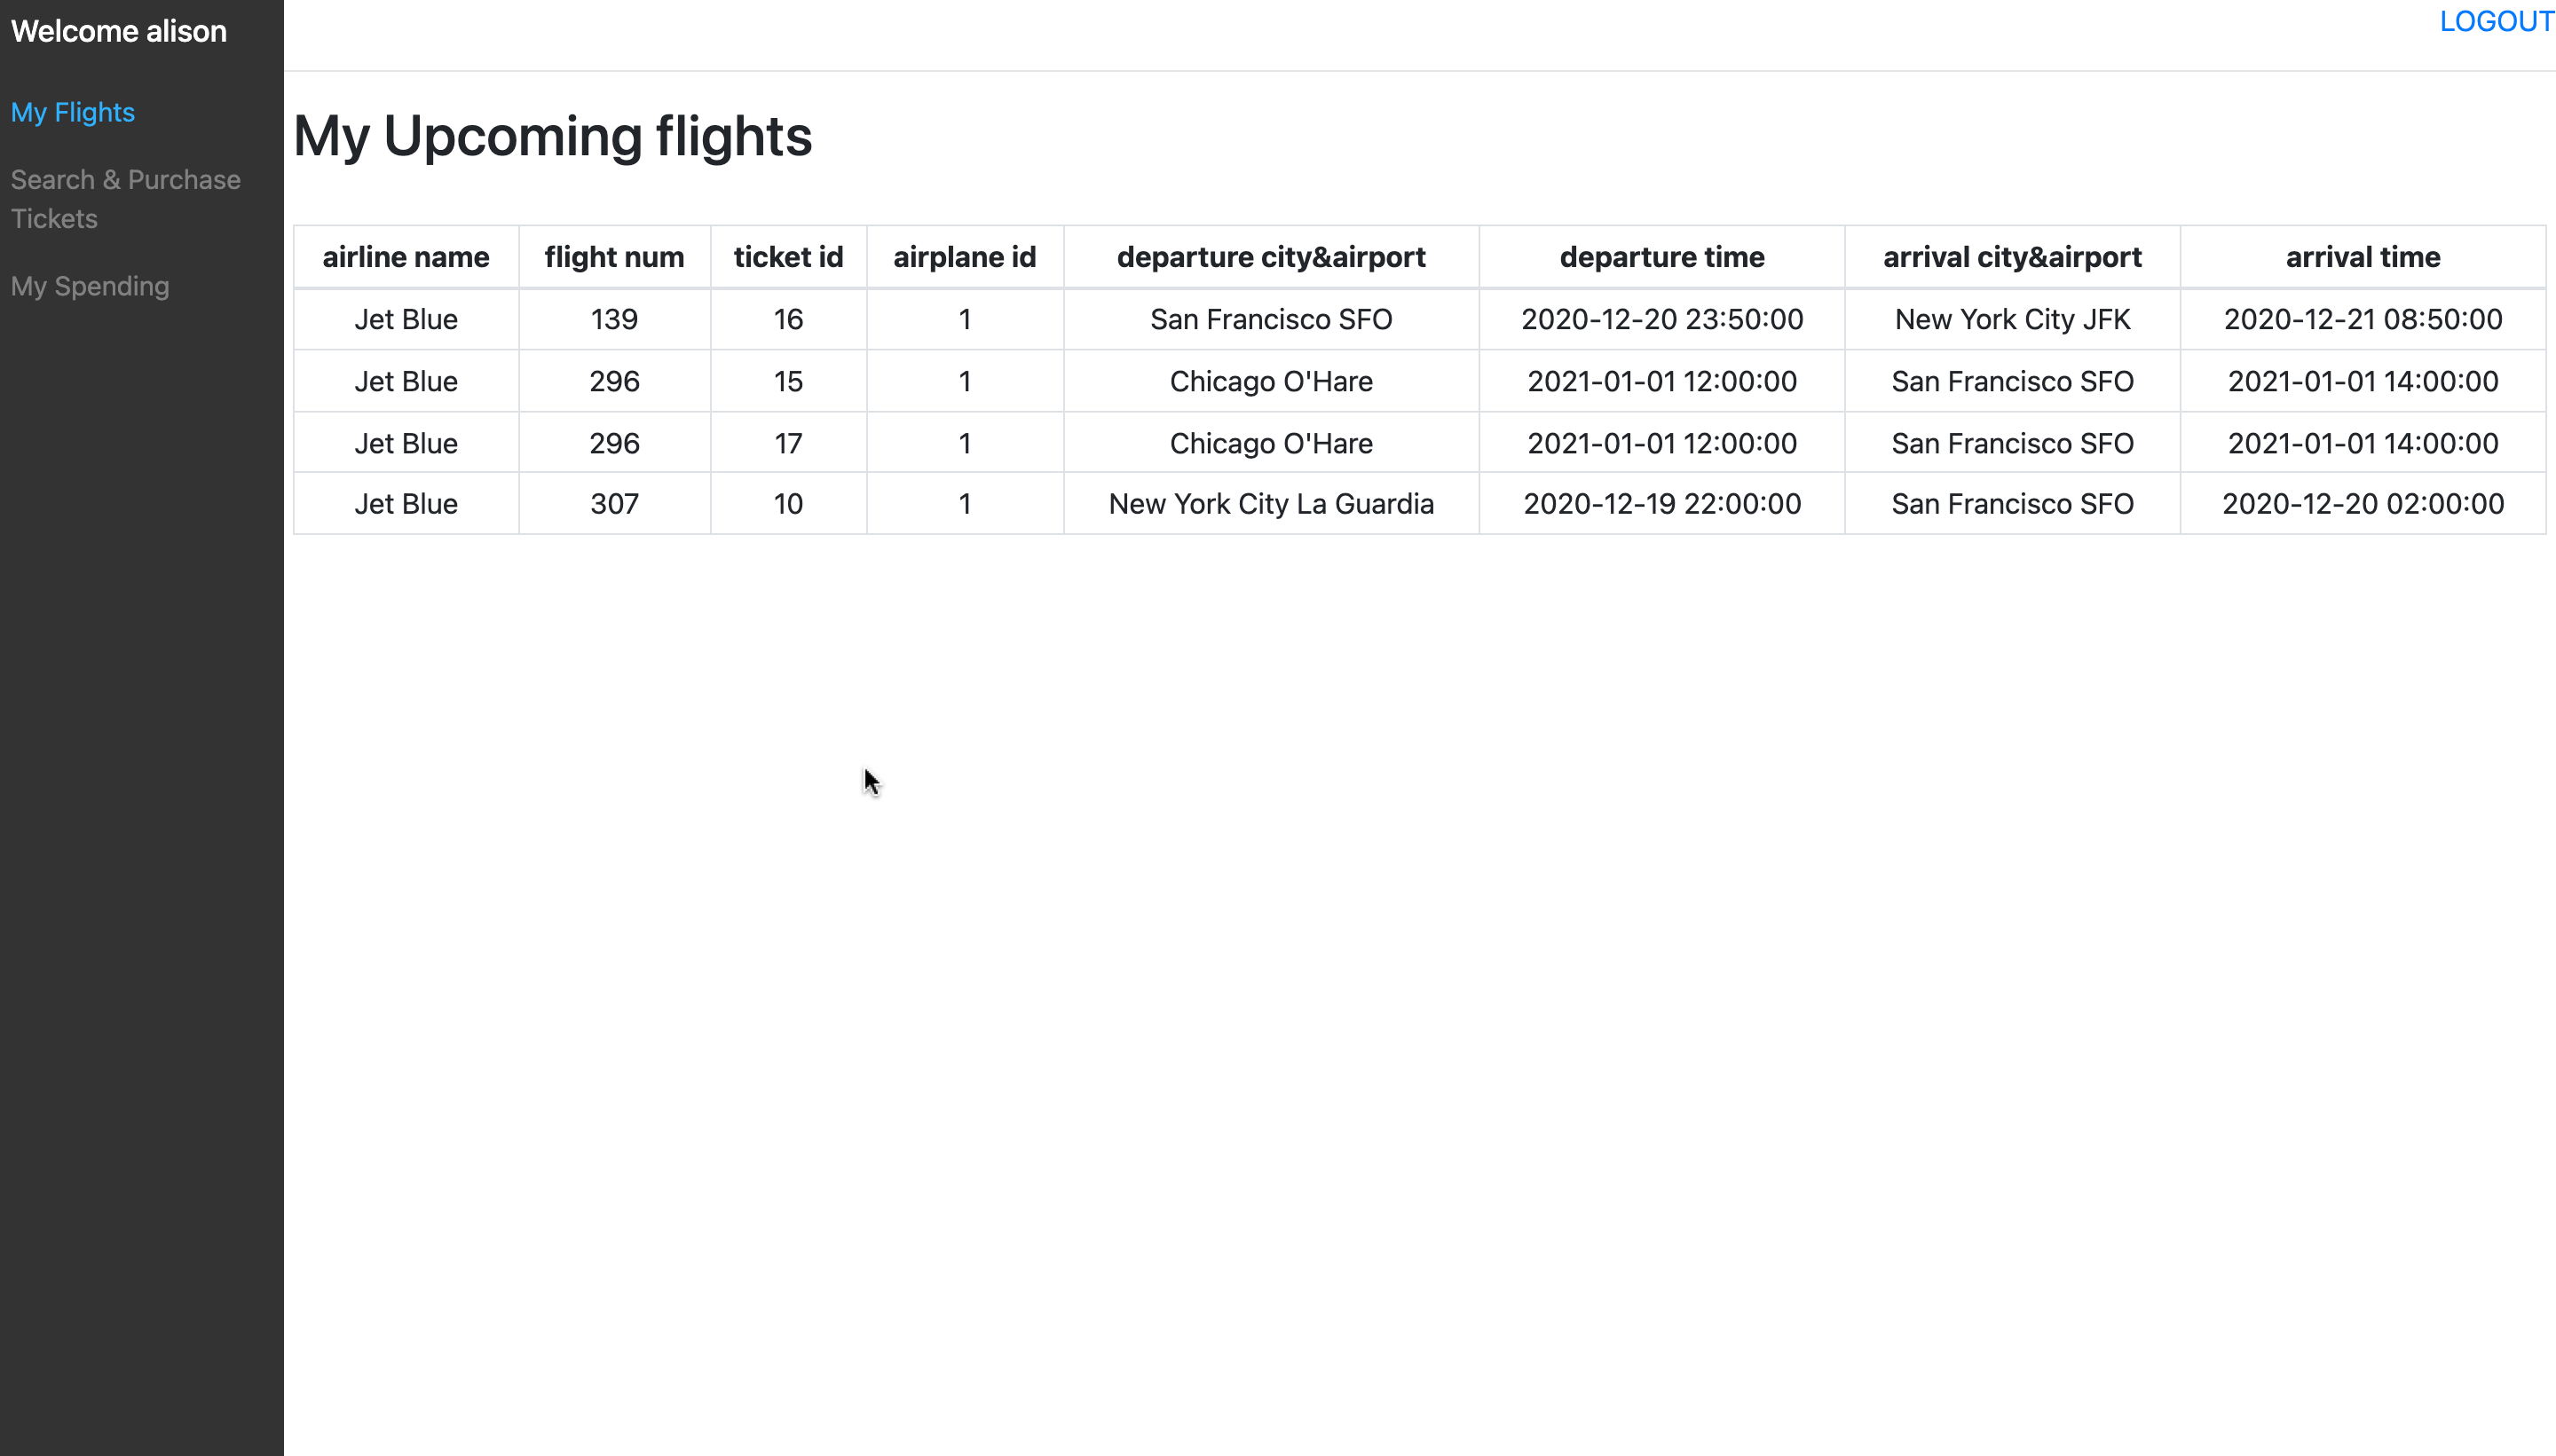 Welcome alison
LOGOUT
My Flights
Search & Purchase
Tickets
My Spending
My Upcoming flights
airline name flight num ticket id airplane id departure city&airport departure time arrival city&airport arrival time
Jet Blue 139 16 1 San Francisco SFO 2020-12-20 23:50:00 New York City JFK 2020-12-21 08:50:00
Jet Blue 296 15 1 Chicago O'Hare 2021-01-01 12:00:00 San Francisco SFO 2021-01-01 14:00:00
Jet Blue 296 17 1 Chicago O'Hare 2021-01-01 12:00:00 San Francisco SFO 2021-01-01 14:00:00
Jet Blue 307 10 1 New York City La Guardia 2020-12-19 22:00:00 San Francisco SFO 2020-12-20 02:00:00